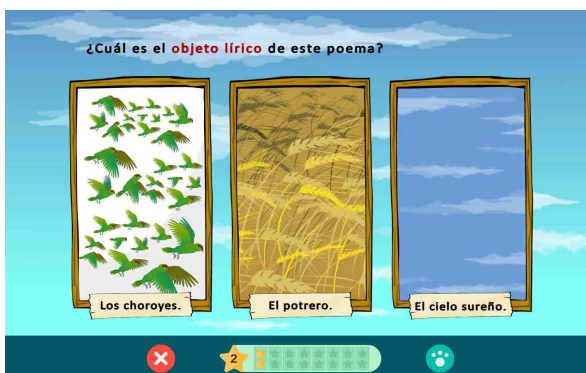 ¿Cuál es el objeto lírico de este poema?
Los choroyes.
El potrero.
El cielo sureño.
2